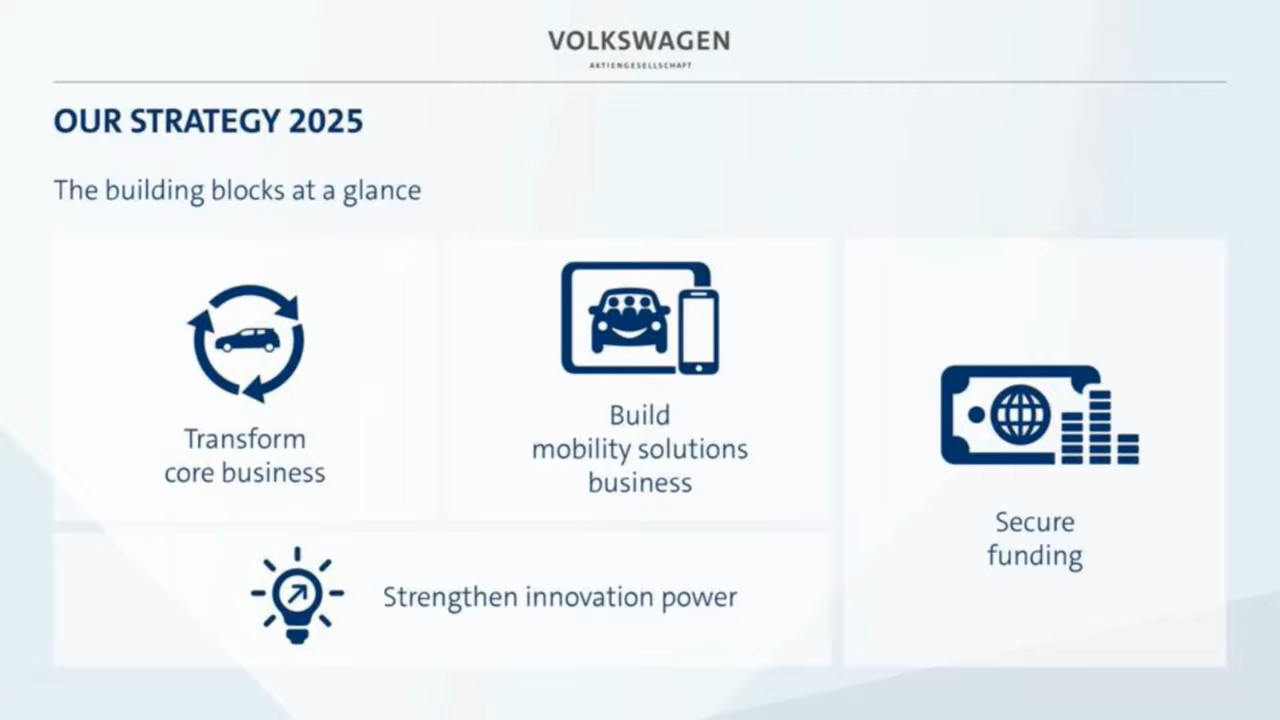 VOLKSWAGEN
AKTIENGESELLSCHAFT
OUR STRATEGY 2025
The building blocks at a glance
Transform
core business
Build
mobility solutions
business
Secure
funding
Strengthen innovation power